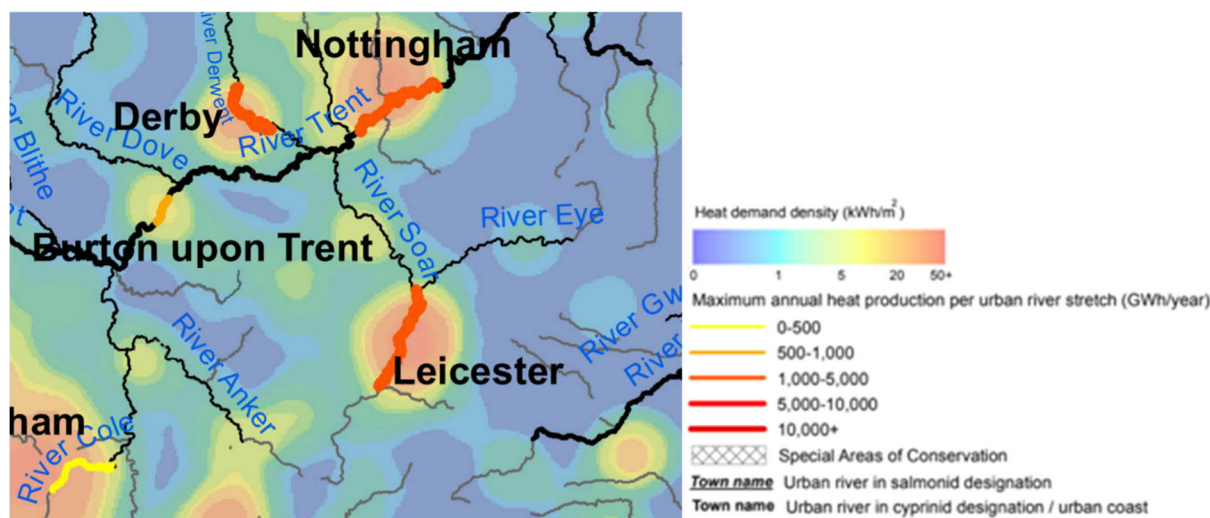 Nottingham
River Derwent
Derby
River Trent
River Dove
River Blithe
River Soar
River Eye
Burton upon Trent
River Gw
River
River Anker
Leicester
ham
River Cole
Heat demand density (kWh/m²)
0 1 5 20 50+
Maximum annual heat production per urban river stretch (GWh/year)
0-500
500-1,000
1,000-5,000
5,000-10,000
10,000+
Special Areas of Conservation
Town name Urban river in salmonid designation
Town name Urban river in cyprinid designation / urban coast